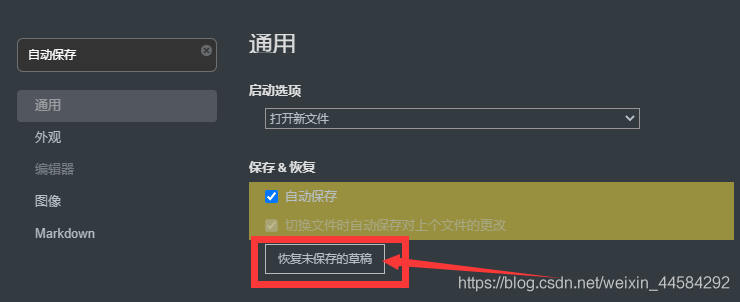 自动保存
通用
外观
编辑器
图像
Markdown
通用
启动选项
打开新文件
保存 & 恢复
自动保存
切换文件时自动保存对上个文件的更改
恢复未保存的草稿
https://blog.csdn.net/weixin_44584292